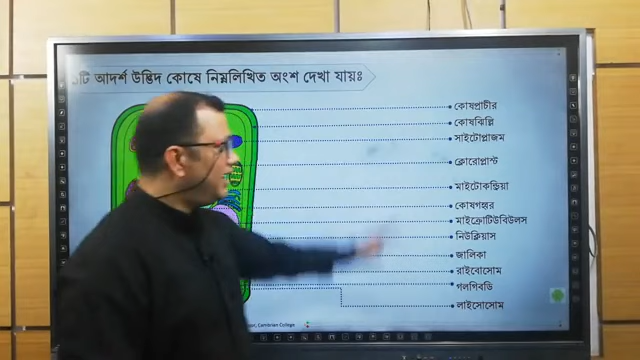 ১টি আদর্শ উদ্ভিদ কোষে নিম্নলিখিত অংশ দেখা যায়ঃ
কোষপ্রাচীর
কোষঝিল্লি
সাইটোপ্লাজম
ক্লোরোপ্লাস্ট
মাইটোকন্ড্রিয়া
কোষগহ্বর
মাইক্রোটিউবিউলস
নিউক্লিয়াস
জালিকা
রাইবোসোম
গলগিবডি
লাইসোসোম
Cambrian College